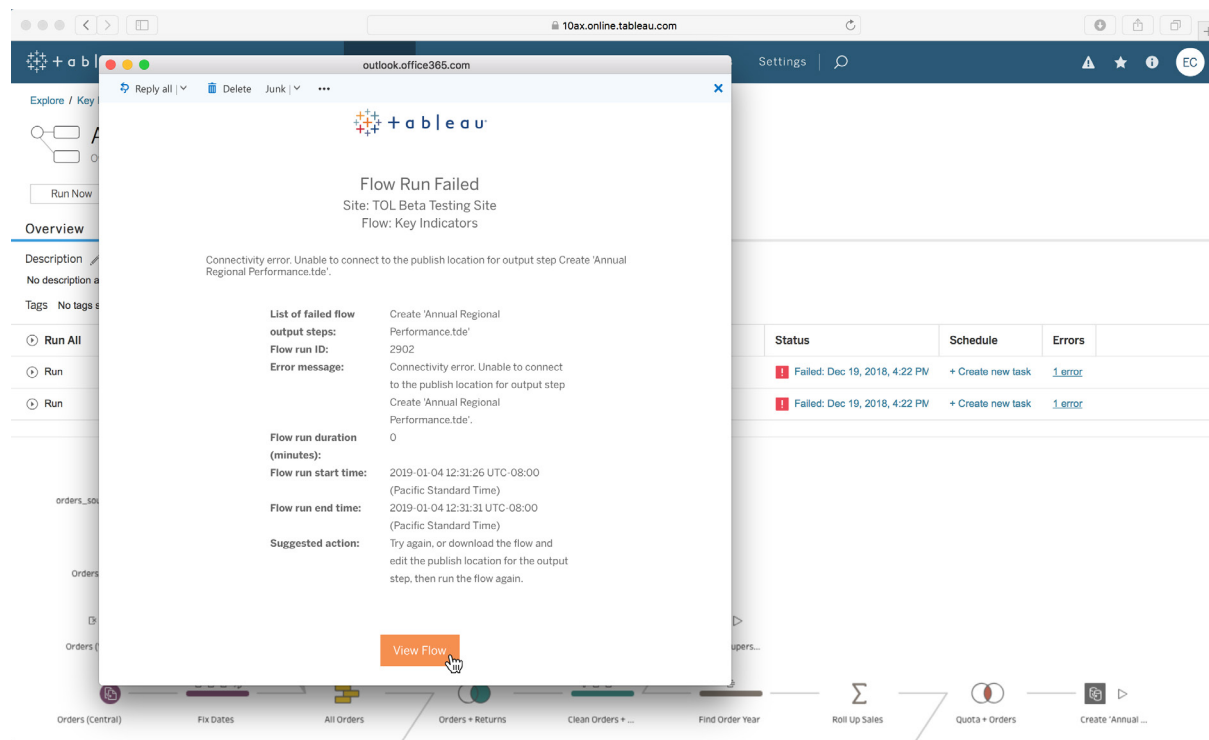 10ax.online.tableau.com
+ a b l
Settings
EC
outlook.office365.com
Reply all
Delete
Junk
Explore / Key
+ a b l e a u
A
Run Now
Flow Run Failed
Site: TOL Beta Testing Site
Flow: Key Indicators
Overview
Description
Connectivity error. Unable to connect to the publish location for output step Create 'Annual
Regional Performance.tde'.
No description a
Tags No tags s
List of failed flow output steps:
Create 'Annual Regional
Performance.tde'
Flow run ID: 2902
Error message: Connectivity error. Unable to connect
to the publish location for output step
Create 'Annual Regional
Performance.tde'.
Flow run duration (minutes): 0
Flow run start time: 2019-01-04 12:31:26 UTC-08:00
(Pacific Standard Time)
Flow run end time: 2019-01-04 12:31:31 UTC-08:00
(Pacific Standard Time)
Suggested action: Try again, or download the flow and
edit the publish location for the output
step, then run the flow again.
View Flow
Run All Status Schedule Errors
Run Failed: Dec 19, 2018, 4:22 PM + Create new task 1 error
Run Failed: Dec 19, 2018, 4:22 PM + Create new task 1 error
orders_sou
Orders
Orders (
upers...
Orders (Central)
Fix Dates
All Orders
Orders + Returns
Clean Orders + ...
Find Order Year
Roll Up Sales
Quota + Orders
Create 'Annual ...